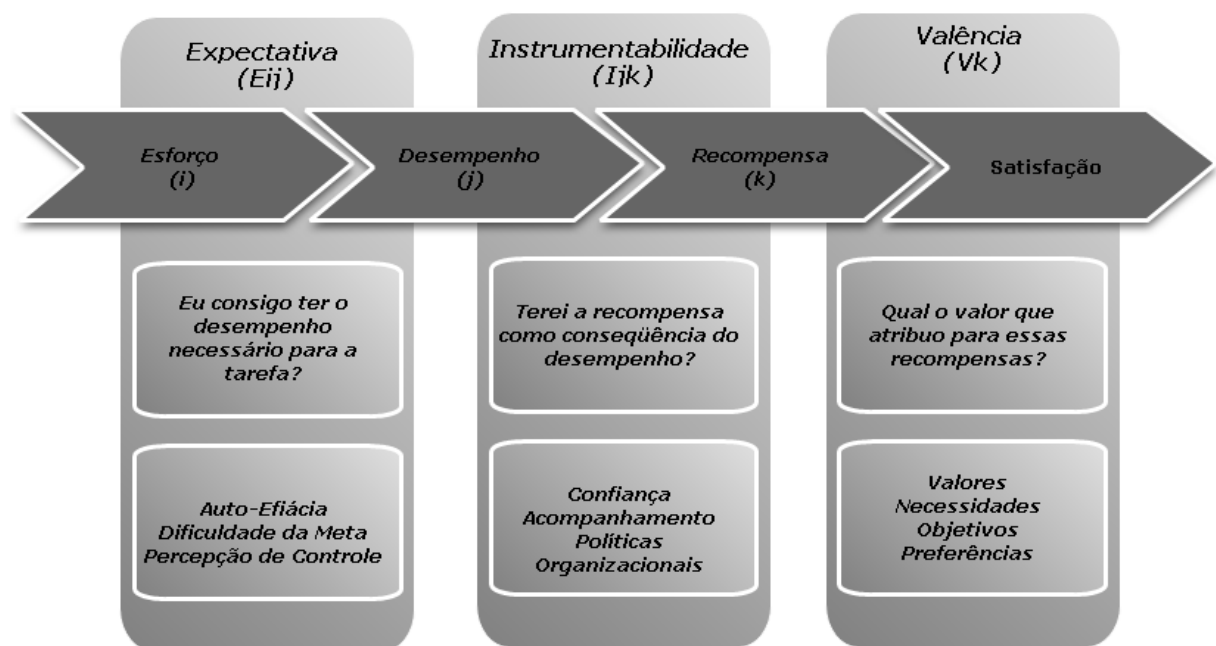 Expectativa
(Eij)
Instrumentabilidade
(Ijk)
Valência
(Vk)
Esforço
(i)
Desempenho
(j)
Recompensa
(k)
Satisfação
Eu consigo ter o
desempenho
necessário para a
tarefa?
Terei a recompensa
como conseqüência do
desempenho?
Qual o valor que
atribuo para essas
recompensas?
Auto-Efiácia
Dificuldade da Meta
Percepção de Controle
Confiança
Acompanhamento
Políticas
Organizacionais
Valores
Necessidades
Objetivos
Preferências